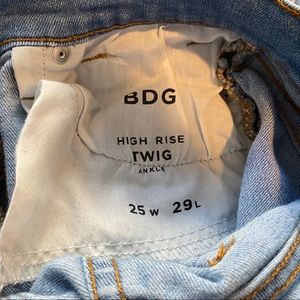 BDG
HIGH RISE
TWIG
ANKLE
25 W 29 L